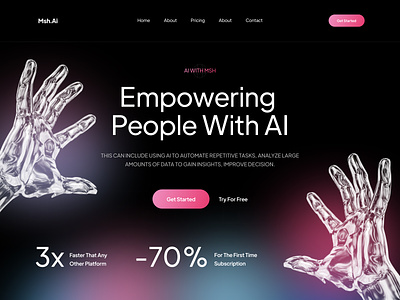 Msh.Ai
Home About Pricing About Contact
Get Started
AI WITH MSH
Empowering
People With AI
THIS CAN INCLUDE USING AI TO AUTOMATE REPETITIVE TASKS, ANALYZE LARGE
AMOUNTS OF DATA TO GAIN INSIGHTS, IMPROVE DECISION.
Get Started Try For Free
3x
Faster That Any
Other Platform
-70%
For The First Time
Subscription